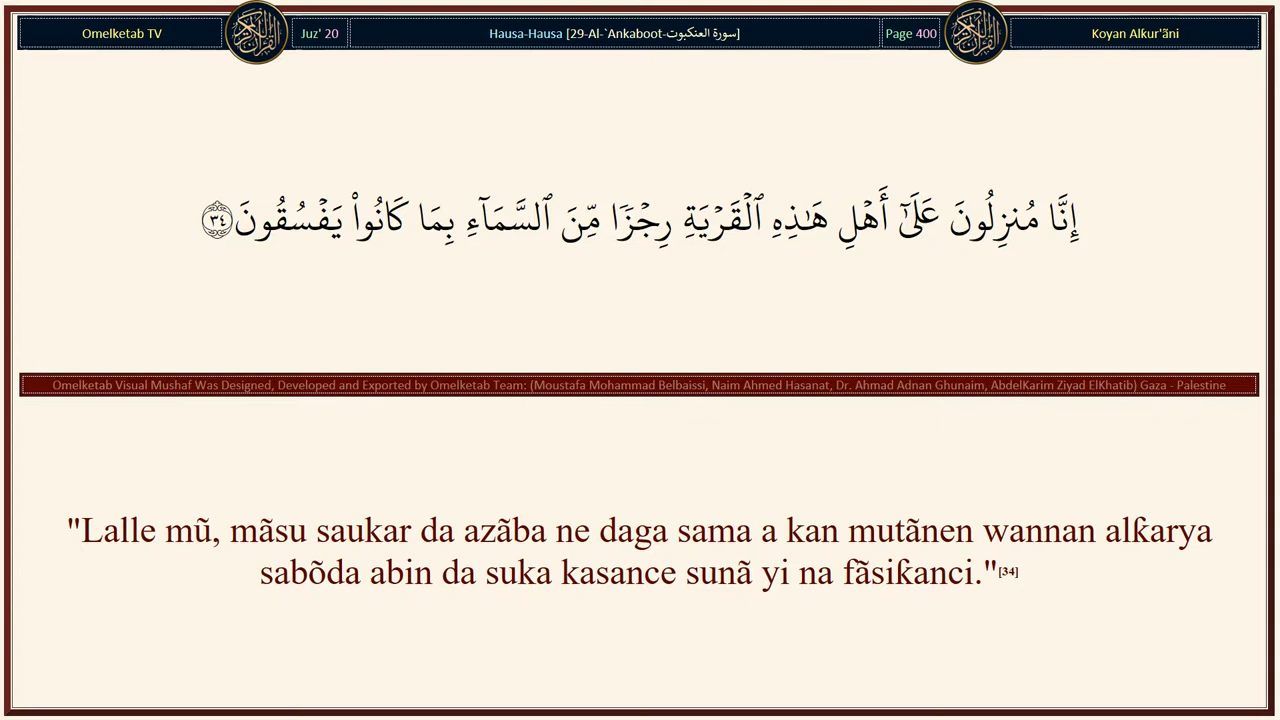 Omelketab TV
Juz' 20
Hausa-Hausa [29-Al-`Ankaboot-سورة العنكبوت]
Page 400
Koyan Alƙur'ãni
إِنَّا مُنزِلُونَ عَلَىٰٓ أَهْلِ هَـٰذِهِ ٱلْقَرْيَةِ رِجْزًا مِّنَ ٱلسَّمَآءِ بِمَا كَانُوا۟ يَفْسُقُونَ ٣٤
Omelketab Visual Mushaf Was Designed, Developed and Exported by Omelketab Team: (Moustafa Mohammad Belbaissi, Naim Ahmed Hasanat, Dr. Ahmad Adnan Ghunaim, AbdelKarim Ziyad ElKhatib) Gaza - Palestine
"Lalle mũ, mãsu saukar da azãba ne daga sama a kan mutãnen wannan alƙarya
sabõda abin da suka kasance sunã yi na fãsiƙanci."[34]